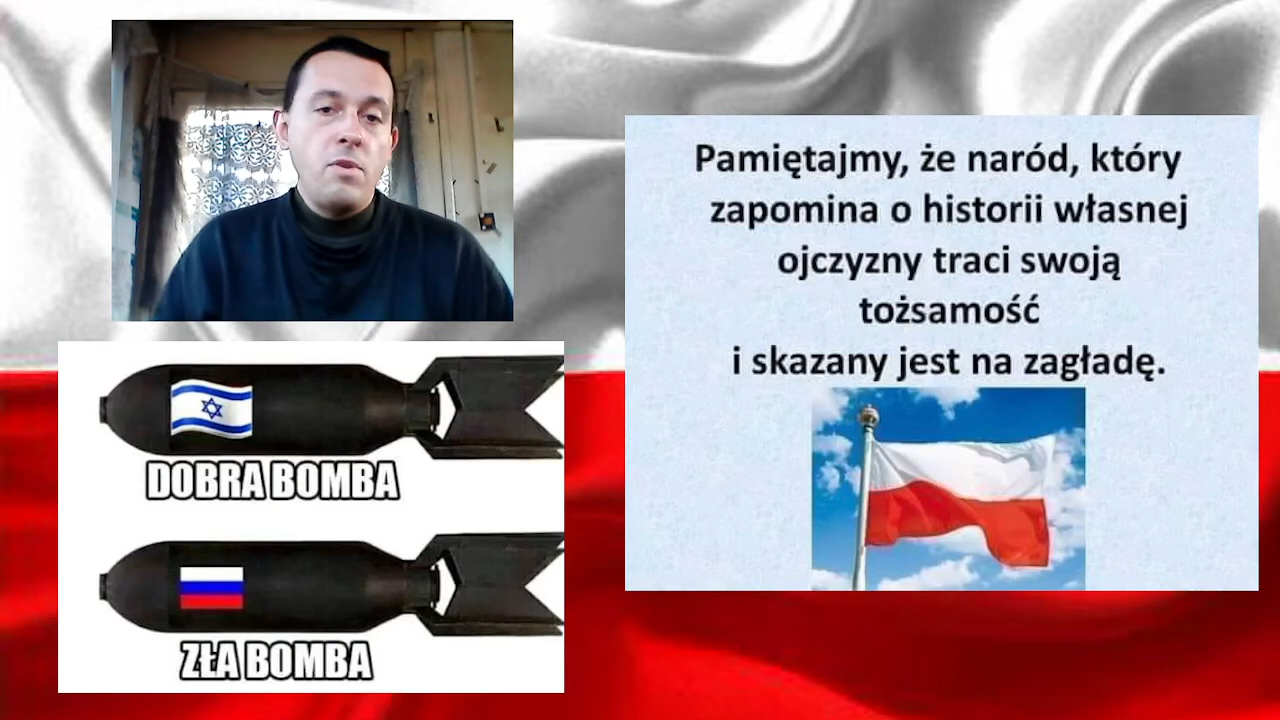 Pamiętajmy, że naród, który
zapomina o historii własnej
ojczyzny traci swoją
tożsamość
i skazany jest na zagładę.
DOBRA BOMBA
ZŁA BOMBA